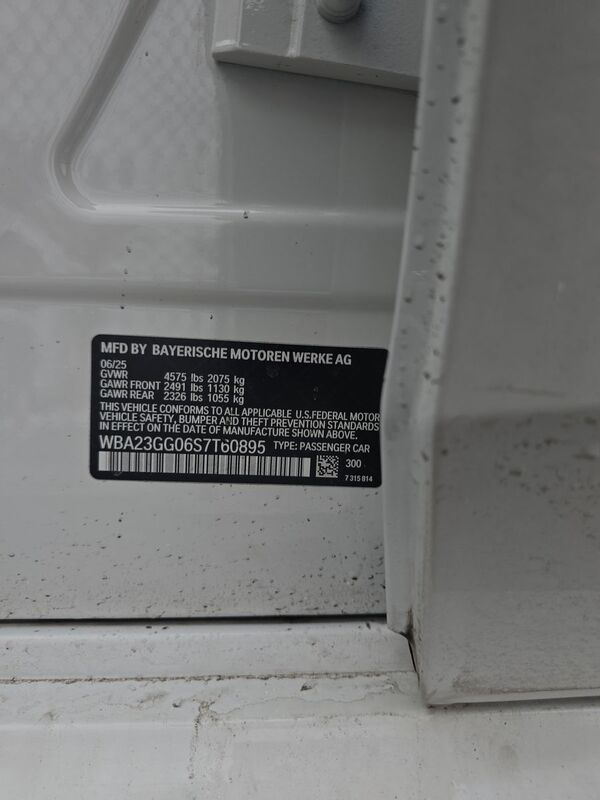 MFD BY BAYERISCHE MOTOREN WERKE AG
06/25
GVWR 4575 lbs 2075 kg
GAWR FRONT 2491 lbs 1130 kg
GAWR REAR 2326 lbs 1055 kg
THIS VEHICLE CONFORMS TO ALL APPLICABLE U.S.FEDERAL MOTOR
VEHICLE SAFETY, BUMPER AND THEFT PREVENTION STANDARDS
IN EFFECT ON THE DATE OF MANUFACTURE SHOWN ABOVE.
WBA23GG06S7T60895 TYPE: PASSENGER CAR
300
7 315 814